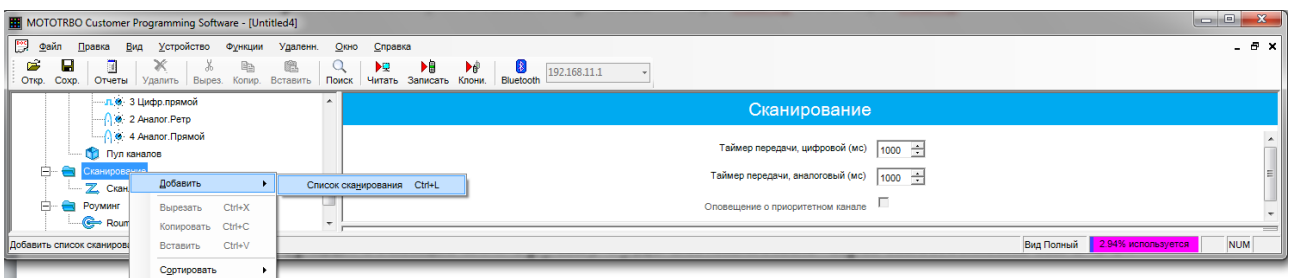 MOTOTRBO Customer Programming Software - [Untitled4]
Файл Правка Вид Устройство Функции Удаленн. Окно Справка
Откр. Сохр. Отчеты Удалить Вырез. Копир. Вставить Поиск Читать Записать Клони. Bluetooth 192.168.11.1
3 Цифр.прямой
2 Аналог.Ретр
4 Аналог.Прямой
Пул каналов
Сканирование
Скан
Роуминг
Roum
Добавить
Список сканирования Ctrl+L
Вырезать Ctrl+X
Копировать Ctrl+C
Вставить Ctrl+V
Сортировать
Сканирование
Таймер передачи, цифровой (мс) 1000
Таймер передачи, аналоговый (мс) 1000
Оповещение о приоритетном канале
Добавить список сканирова
Вид Полный 2.94% используется NUM